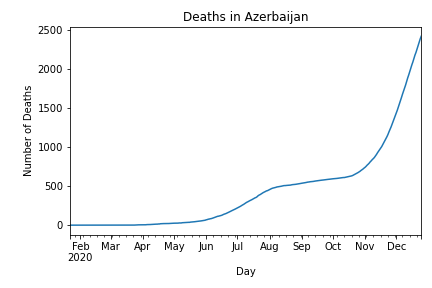 Deaths in Azerbaijan
Number of Deaths
2500
2000
1500
1000
500
0
Feb Mar Apr May Jun Jul Aug Sep Oct Nov Dec
2020
Day